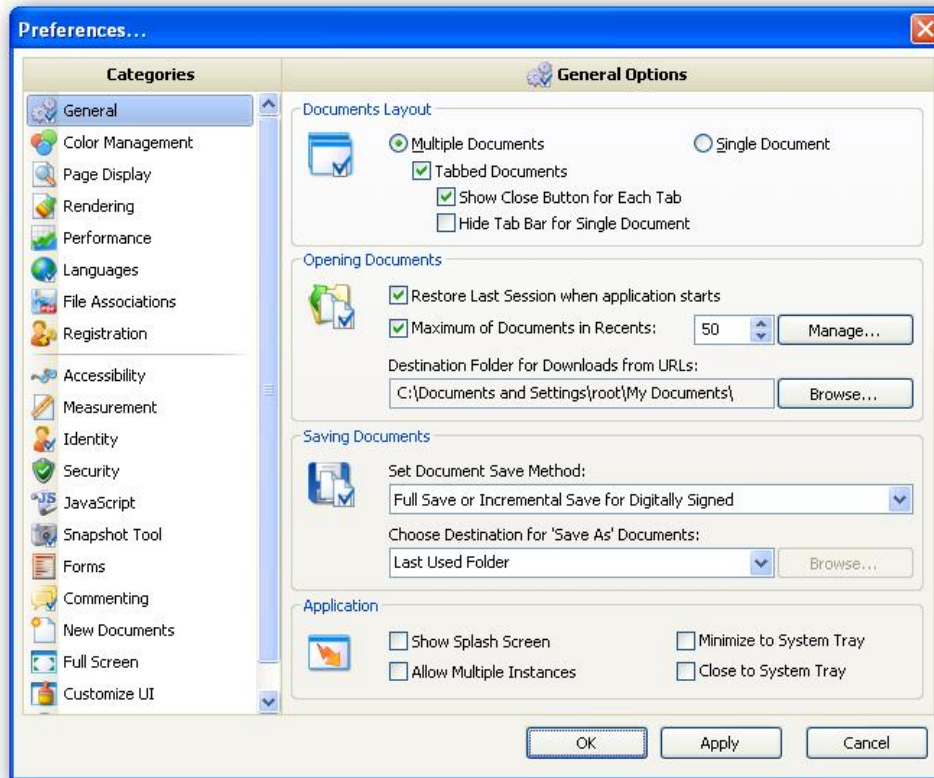 Preferences...
Categories
General
Color Management
Page Display
Rendering
Performance
Languages
File Associations
Registration
Accessibility
Measurement
Identity
Security
JavaScript
Snapshot Tool
Forms
Commenting
New Documents
Full Screen
Customize UI
General Options
Documents Layout
Multiple Documents Single Document
Tabbed Documents
Show Close Button for Each Tab
Hide Tab Bar for Single Document
Opening Documents
Restore Last Session when application starts
Maximum of Documents in Recents: 50 Manage...
Destination Folder for Downloads from URLs:
C:\Documents and Settings\root\My Documents\ Browse...
Saving Documents
Set Document Save Method:
Full Save or Incremental Save for Digitally Signed
Choose Destination for 'Save As' Documents:
Last Used Folder Browse...
Application
Show Splash Screen Minimize to System Tray
Allow Multiple Instances Close to System Tray
OK Apply Cancel